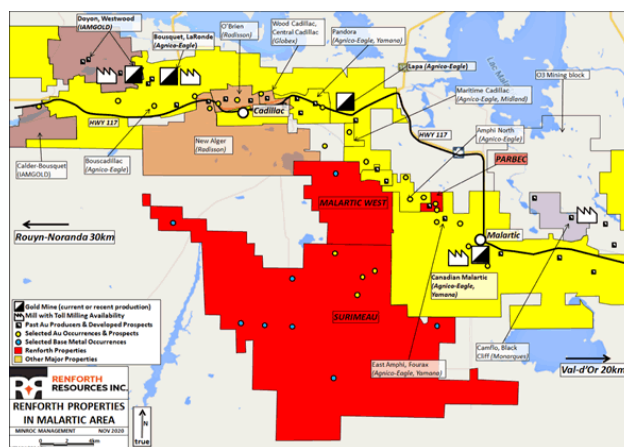 Doyon, Westwood
(IAMGOLD)
Bousquet, LaRonda
(Agnico-Eagle)
O'Brien
(Radisson)
Wood Cadillac,
Central Cadillac
(Globex)
Pandora
(Agnico-Eagle, Yamana)
Lapa (Agnico-Eagle)
O3 Mining block
Maritime Cadillac
(Agnico-Eagle, Midland)
HWY 117
Cadillac
HWY 117
Amphi North
(Agnico-Eagle)
New Alger
(Radisson)
Calder-Bousquet
(IAMGOLD)
Bouscadillac
(Agnico-Eagle)
PARBEC
MALARTIC WEST
Rouyn-Noranda 30km
Malartic
Canadian Malartic
(Agnico-Eagle,
Yamana)
SURIMEAU
East Amphi, Fourax
(Agnico-Eagle, Yamana)
Camflo, Black
Cliff (Monarques)
Val-d'Or 20km
Gold Mine (current or recent production)
Mill with Toll Milling Availability
Past Au Producers & Developed Prospects
Selected Au Occurrences & Prospects
Selected Base Metal Occurrences
Renforth Properties
Other Major Properties
RENFORTH
RESOURCES INC.
RENFORTH PROPERTIES
IN MALARTIC AREA
MINROC MANAGEMENT NOV 2020
N
true